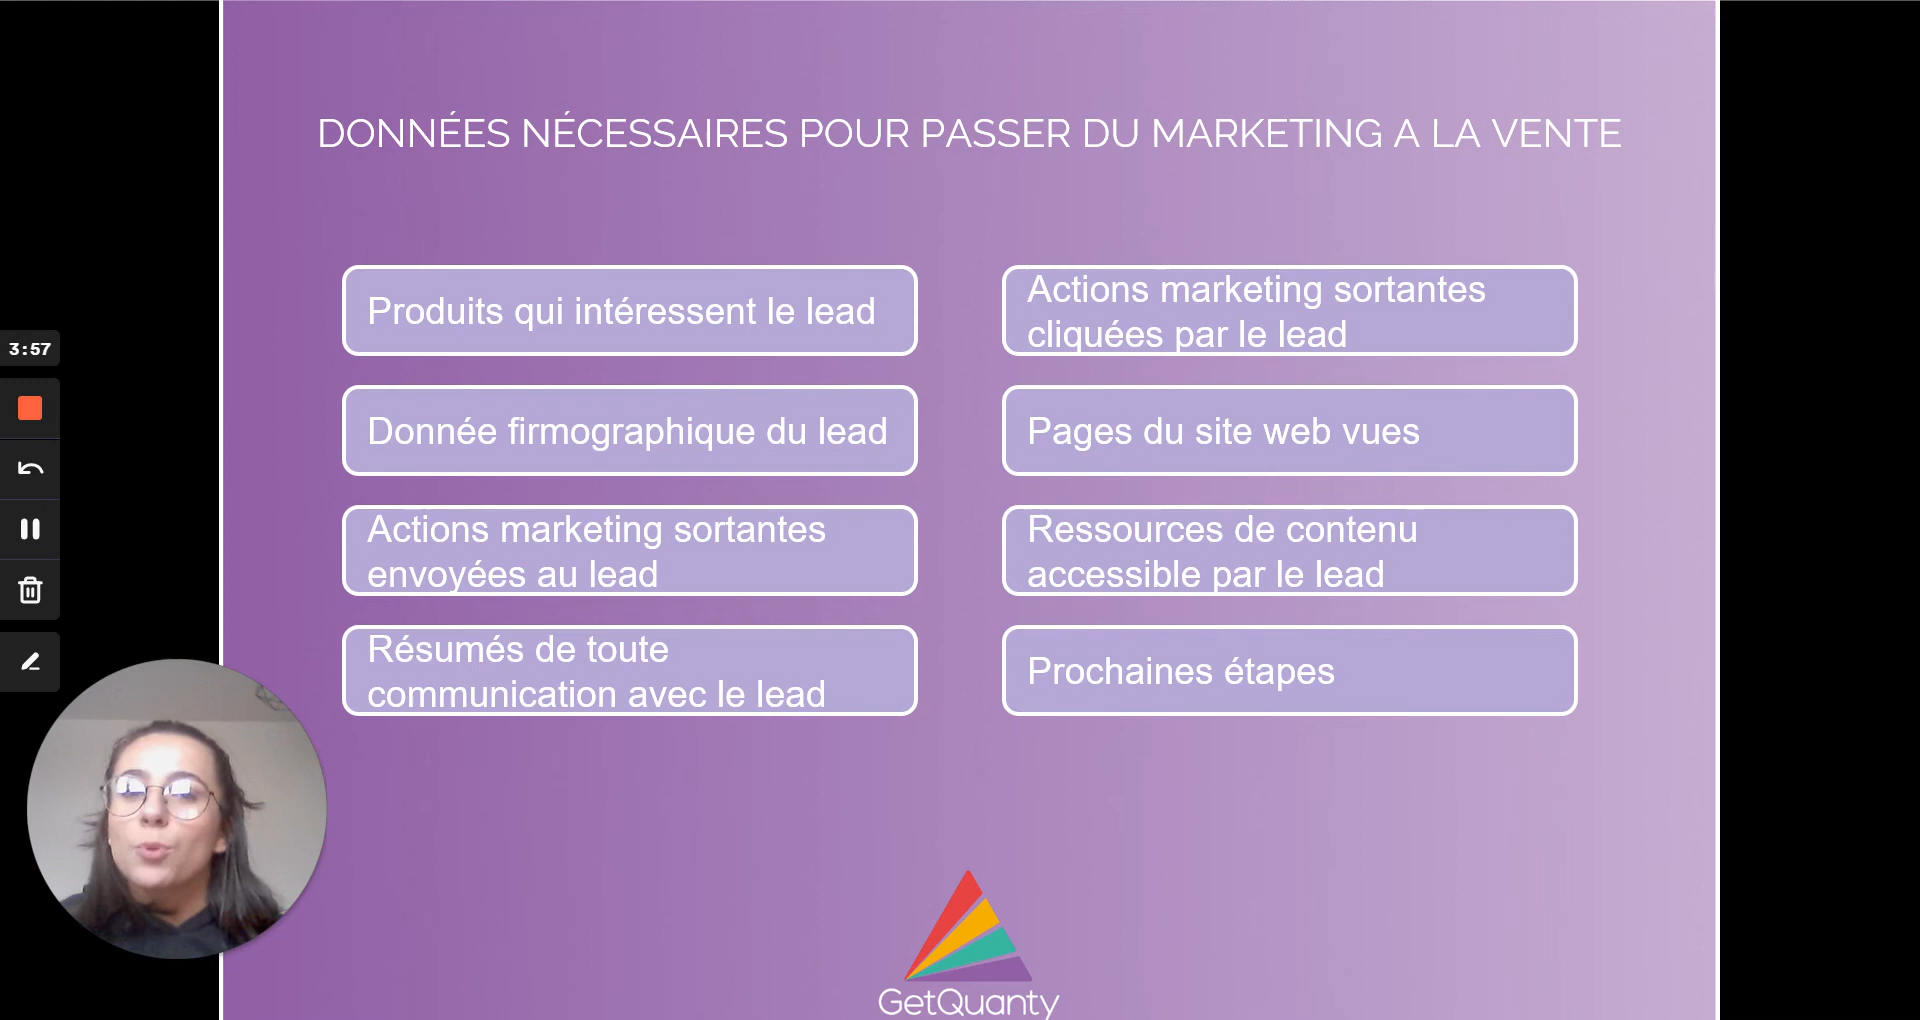 DONNÉES NÉCESSAIRES POUR PASSER DU MARKETING A LA VENTE
Produits qui intéressent le lead
Actions marketing sortantes
cliquées par le lead
Donnée firmographique du lead
Pages du site web vues
Actions marketing sortantes
envoyées au lead
Ressources de contenu
accessible par le lead
Résumés de toute
communication avec le lead
Prochaines étapes
3:57
GetQuanty